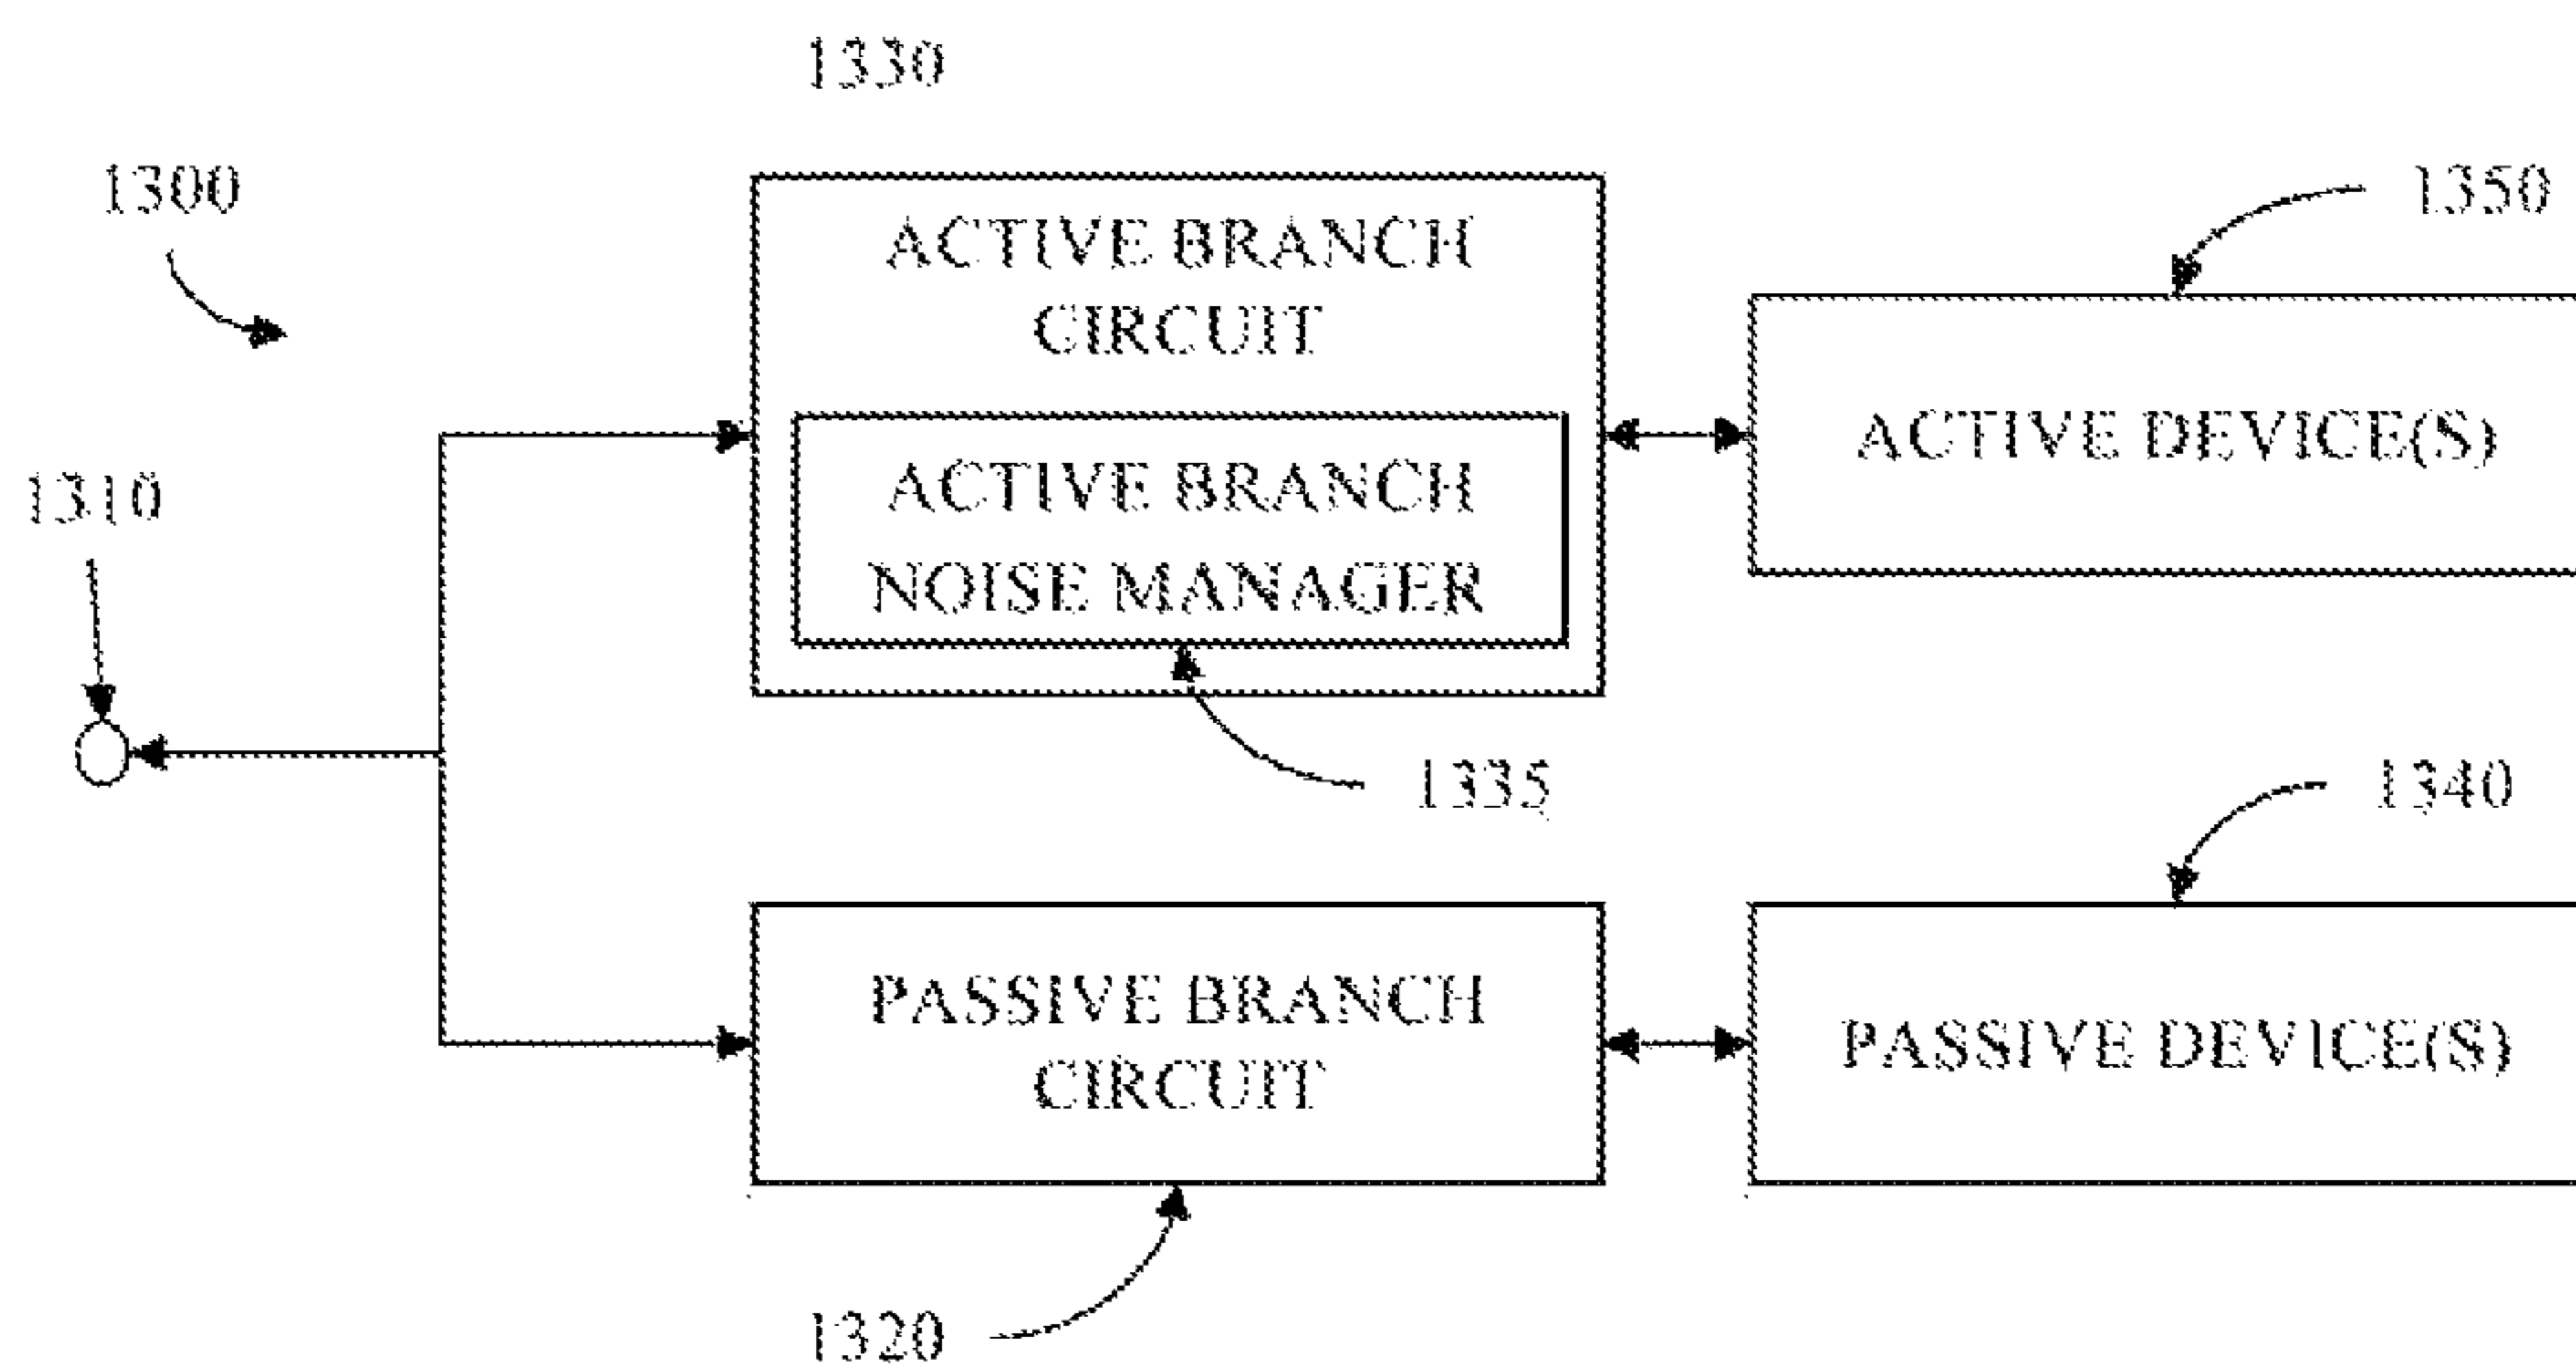 1330
1300
1350
ACTIVE BRANCH
CIRCUIT
ACTIVE DEVICE(S)
1310
ACTIVE BRANCH
NOISE MANAGER
1335
1340
PASSIVE BRANCH
CIRCUIT
PASSIVE DEVICE(S)
1320